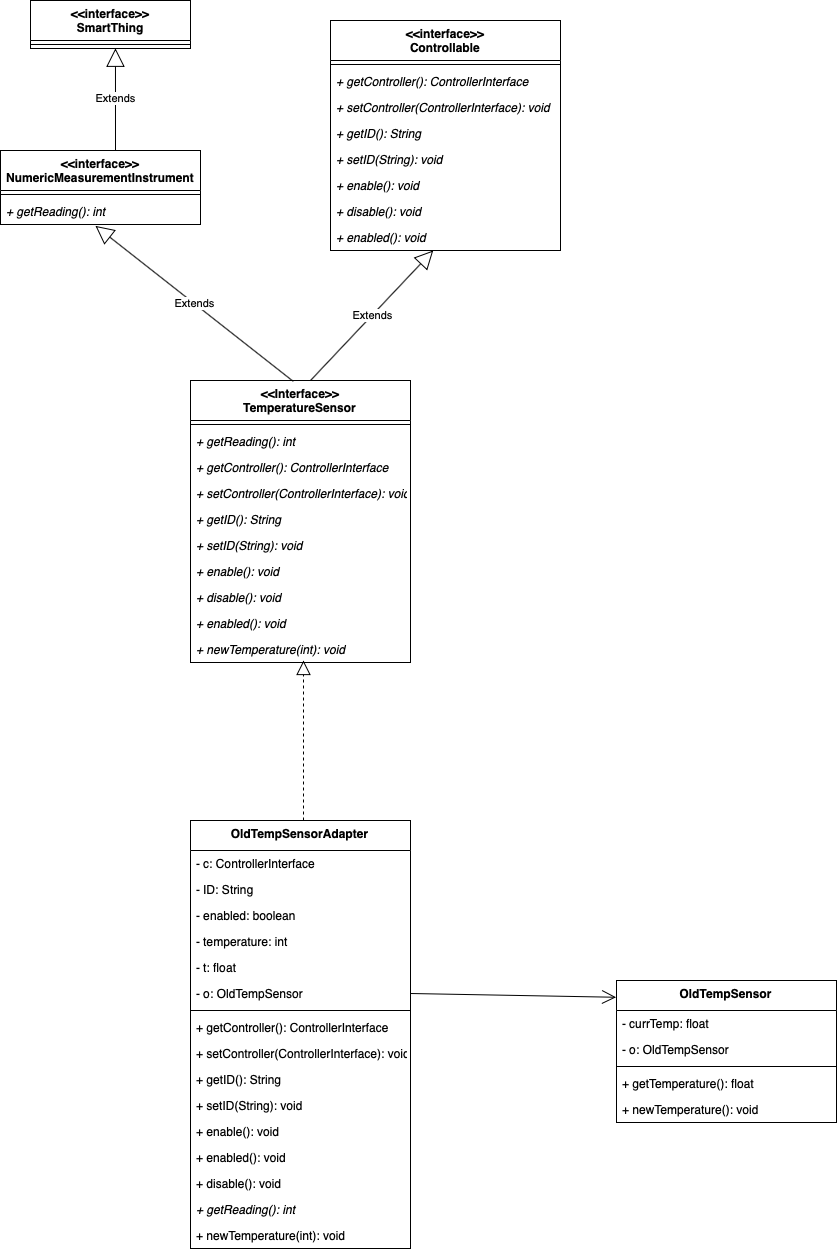 <<interface>>
SmartThing
Extends
<<interface>>
NumericMeasurementInstrument
+ getReading(): int
<<interface>>
Controllable
+ getController(): ControllerInterface
+ setController(ControllerInterface): void
+ getID(): String
+ setID(String): void
+ enable(): void
+ disable(): void
+ enabled(): void
Extends
Extends
<<interface>>
TemperatureSensor
+ getReading(): int
+ getController(): ControllerInterface
+ setController(ControllerInterface): void
+ getID(): String
+ setID(String): void
+ enable(): void
+ disable(): void
+ enabled(): void
+ newTemperature(int): void
OldTempSensorAdapter
- c: ControllerInterface
- ID: String
- enabled: boolean
- temperature: int
- t: float
- o: OldTempSensor
+ getController(): ControllerInterface
+ setController(ControllerInterface): void
+ getID(): String
+ setID(String): void
+ enable(): void
+ enabled(): void
+ disable(): void
+ getReading(): int
+ newTemperature(int): void
OldTempSensor
- currTemp: float
- o: OldTempSensor
+ getTemperature(): float
+ newTemperature(): void